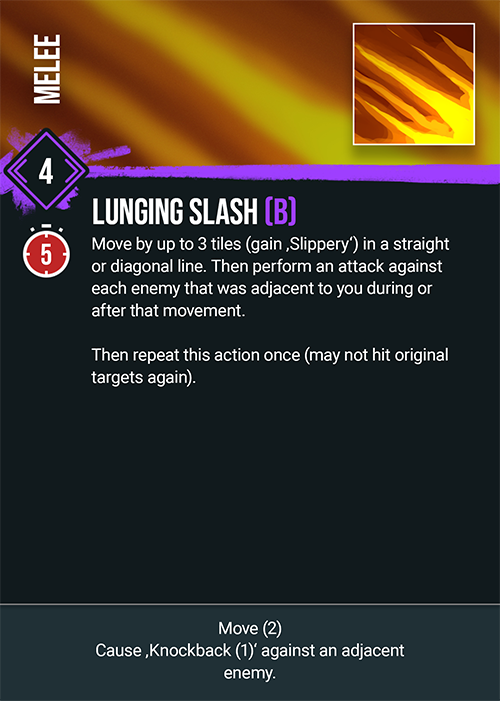 MELEE
4
LUNGING SLASH (B)
5
Move by up to 3 tiles (gain ‚Slippery‘) in a straight
or diagonal line. Then perform an attack against
each enemy that was adjacent to you during or
after that movement.
Then repeat this action once (may not hit original
targets again).
Move (2)
Cause ‚Knockback (1)‘ against an adjacent
enemy.